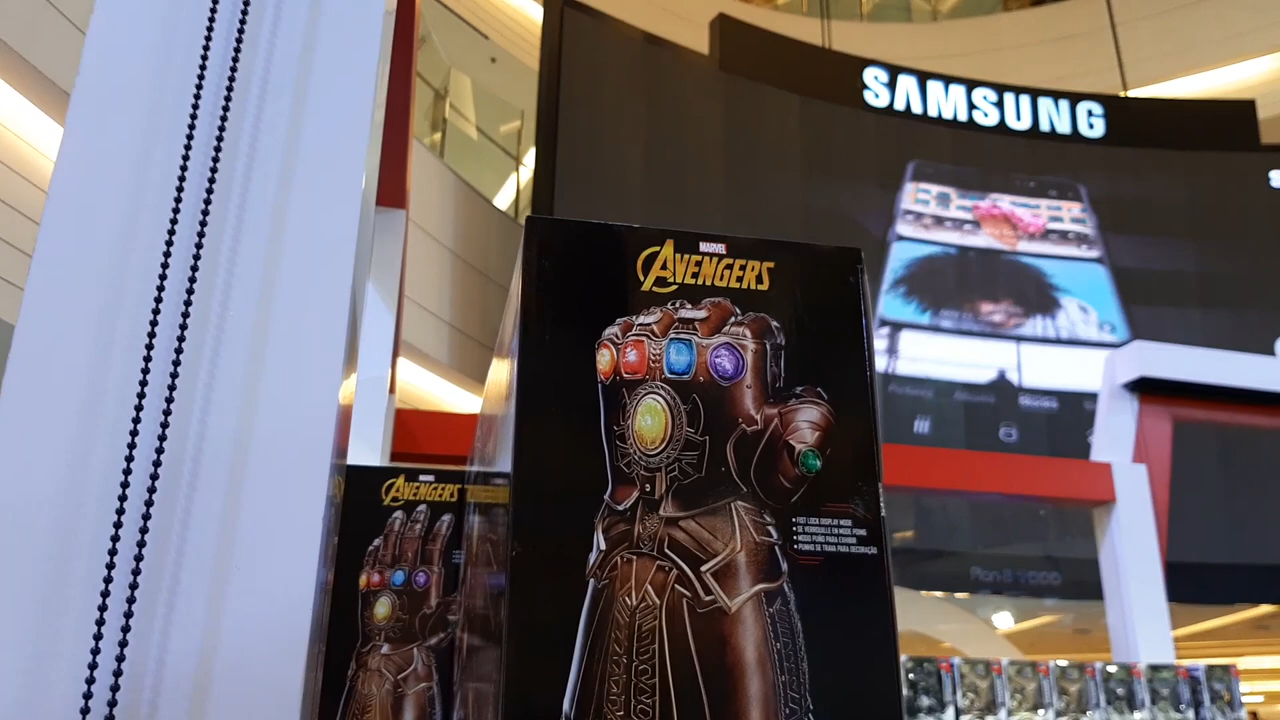 SAMSUNG
MARVEL
AVENGERS
• FIST LOCK DISPLAY MODE
• SE VERROUILLE EN MODE POING
• MODO PUÑO PARA EXHIBIR
• PUNHO SE TRAVA PARA DECORAÇÃO
MARVEL
AVENGERS